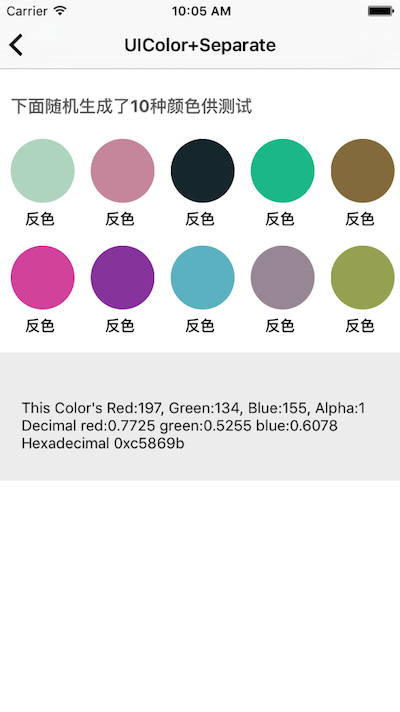 Carrier 10:05 AM
UIColor+Separate
下面随机生成了10种颜色供测试
反色 反色 反色 反色 反色
反色 反色 反色 反色 反色
This Color's Red:197, Green:134, Blue:155, Alpha:1
Decimal red:0.7725 green:0.5255 blue:0.6078
Hexadecimal 0xc5869b